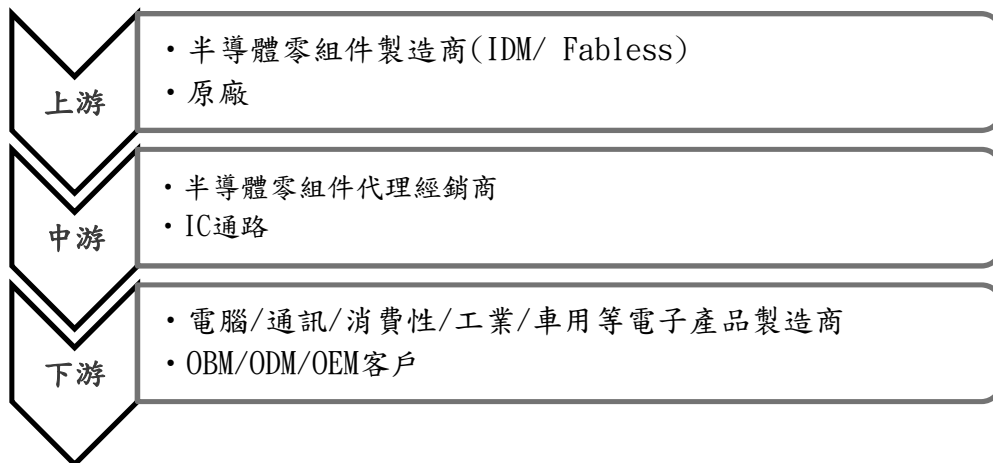 上游
・半導體零組件製造商(IDM/ Fabless)
・原廠
中游
・半導體零組件代理經銷商
・IC通路
下游
・電腦/通訊/消費性/工業/車用等電子產品製造商
・OBM/ODM/OEM客戶